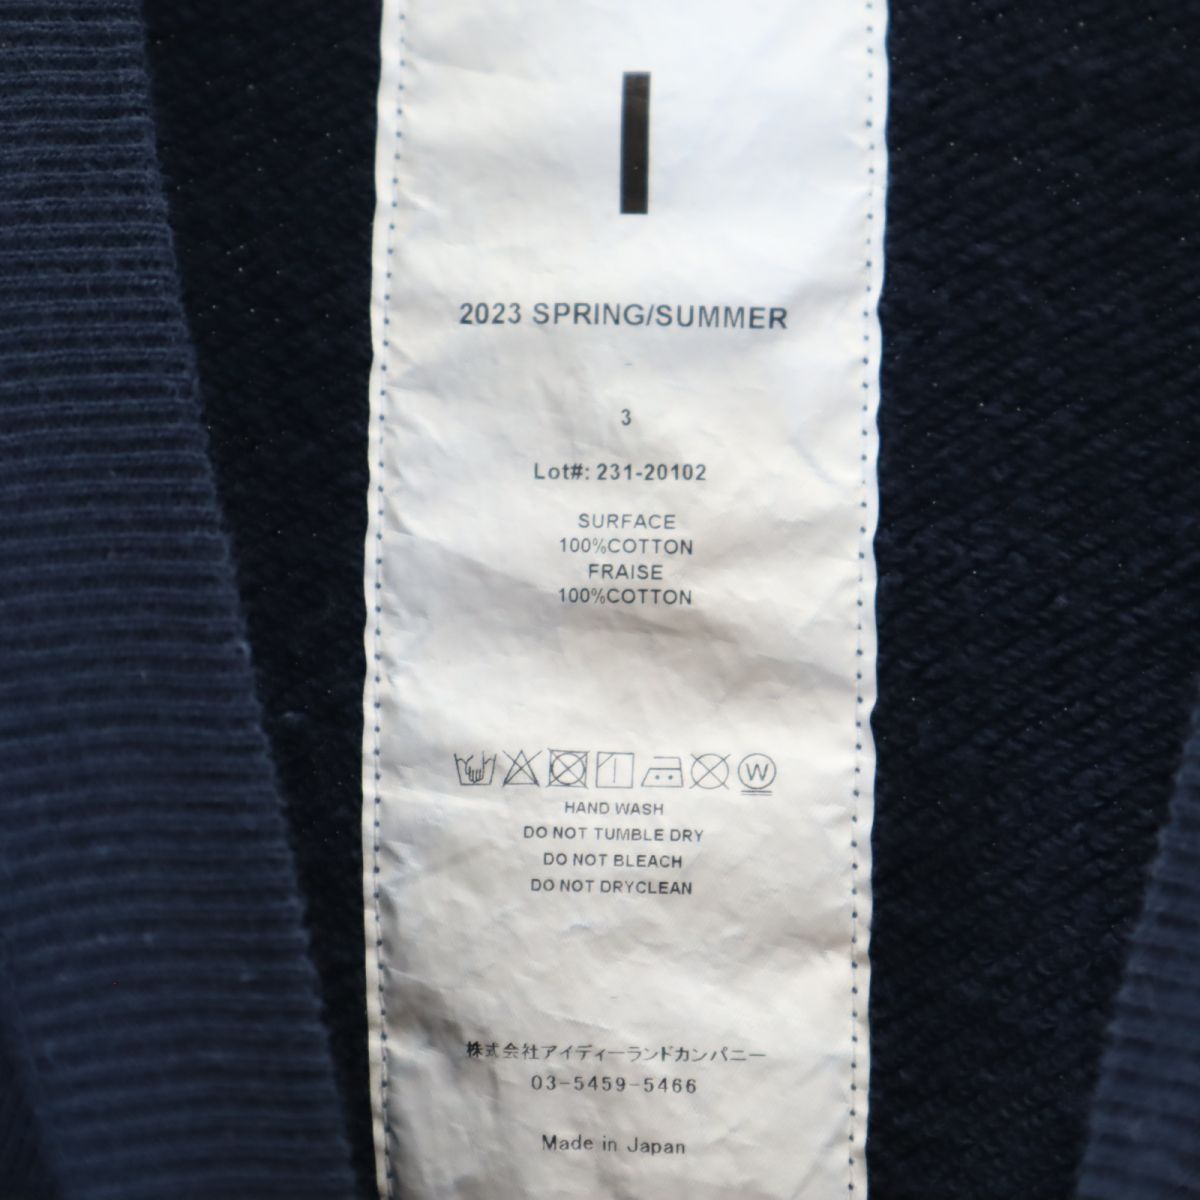 2023 SPRING/SUMMER
3
Lot#: 231-20102
SURFACE
100%COTTON
FRAISE
100%COTTON
W
HAND WASH
DO NOT TUMBLE DRY
DO NOT BLEACH
DO NOT DRYCLEAN
株式会社アイディーランドカンパニー
03-5459-5466
Made in Japan